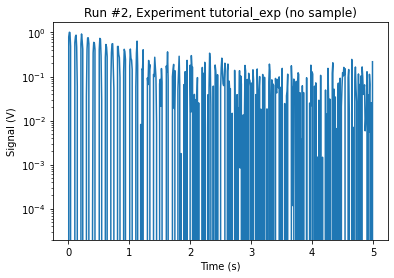 Run #2, Experiment tutorial_exp (no sample)
Signal (V)
10⁰
10⁻¹
10⁻²
10⁻³
10⁻⁴
0 1 2 3 4 5
Time (s)